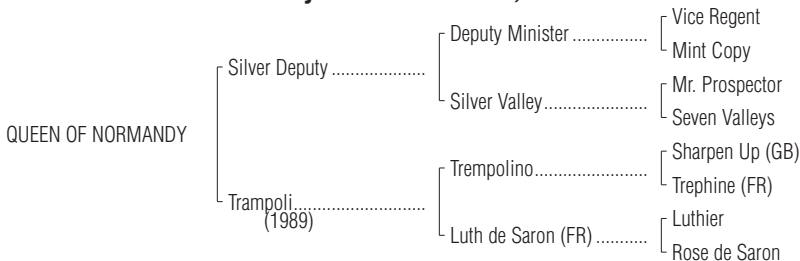 Vice Regent
Deputy Minister ................
Mint Copy
Silver Deputy ....................
Mr. Prospector
Silver Valley......................
Seven Valleys
QUEEN OF NORMANDY
Sharpen Up (GB)
Trempolino........................
Trephine (FR)
Trampoli............................
(1989)
Luthier
Luth de Saron (FR) ...........
Rose de Saron